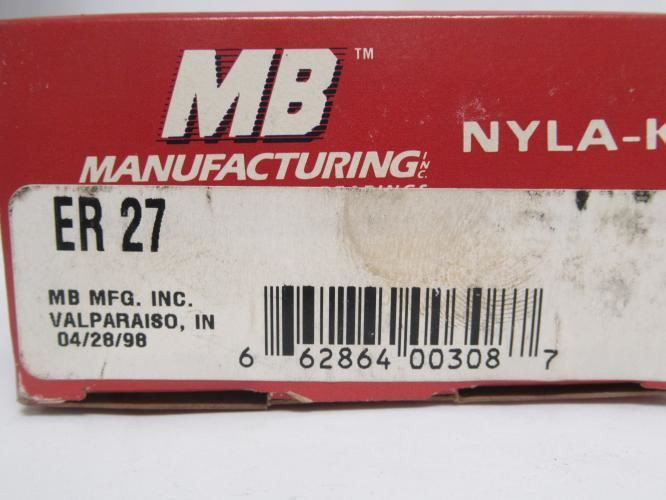 MB™
MANUFACTURING INC.
NYLA-K
ER 27
MB MFG. INC.
VALPARAISO, IN
04/28/98
6 62864 00308 7